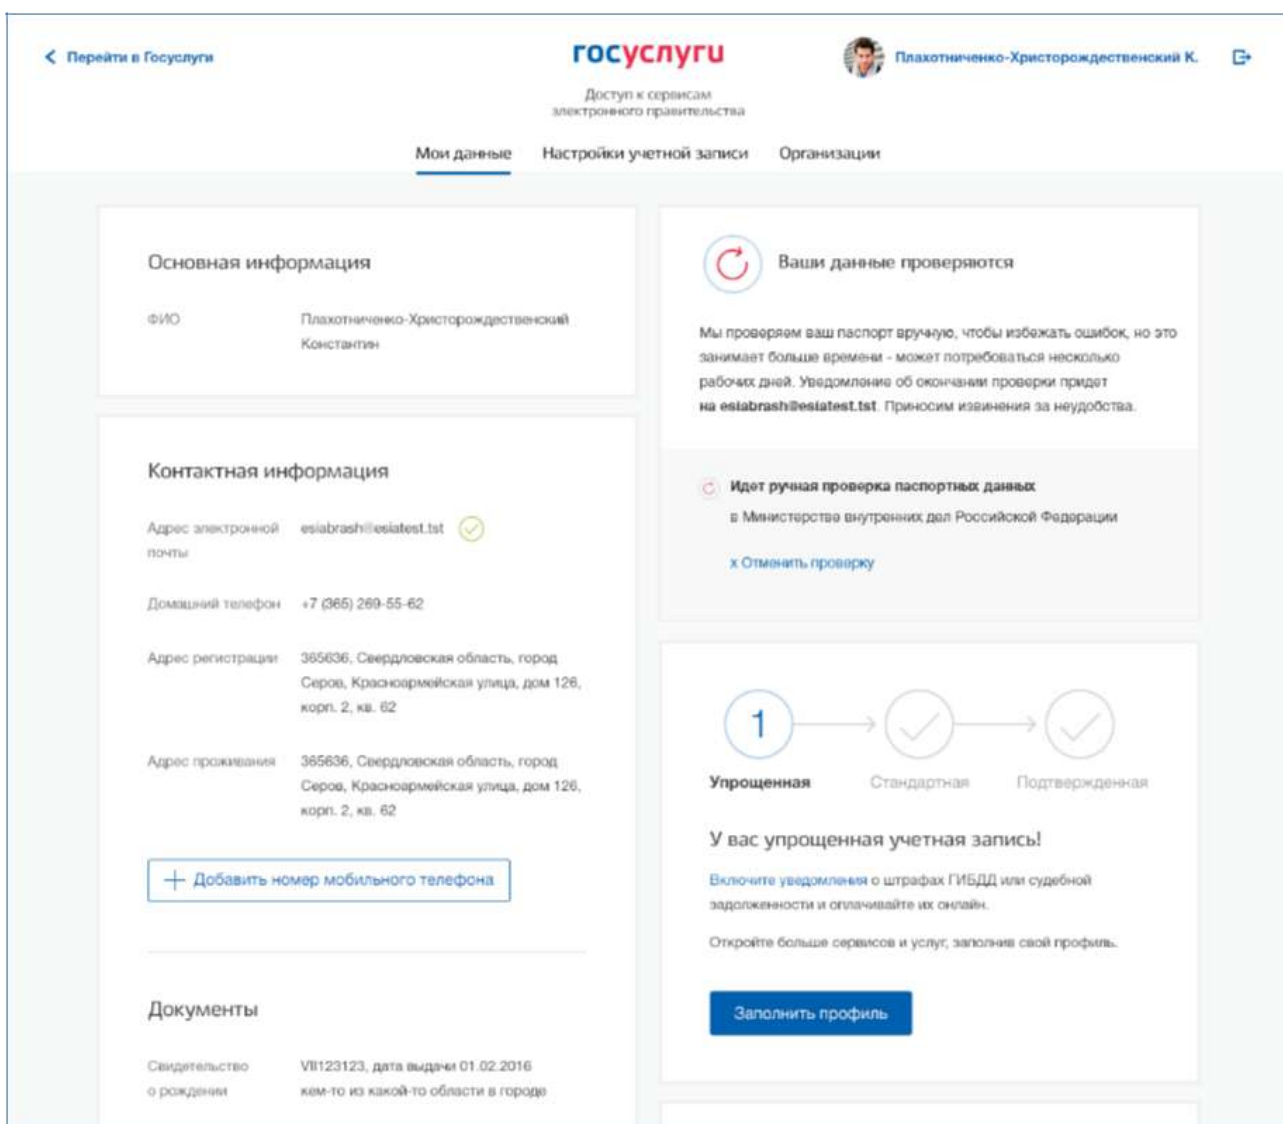 Перейти в Госуслуги
госуслуги
Плахотниченко-Христорождественский К.
Доступ к сервисам
электронного правительства
Мои данные
Настройки учетной записи
Организации
Основная информация
ФИО
Плахотниченко-Христорождественский
Константин
Контактная информация
Адрес электронной
почты
esiabrash@esiatest.tst
Домашний телефон
+7 (365) 269-55-62
Адрес регистрации
365636, Свердловская область, город
Серов, Красноармейская улица, дом 126,
корп. 2, кв. 62
Адрес проживания
365636, Свердловская область, город
Серов, Красноармейская улица, дом 126,
корп. 2, кв. 62
Добавить номер мобильного телефона
Документы
Свидетельство
о рождении
VII123123, дата выдачи 01.02.2016
кем-то из какой-то области в городе
Ваши данные проверяются
Мы проверяем ваш паспорт вручную, чтобы избежать ошибок, но это
занимает больше времени - может потребоваться несколько
рабочих дней. Уведомление об окончании проверки придет
на esiabrash@esiatest.tst. Приносим извинения за неудобства.
Идет ручная проверка паспортных данных
в Министерстве внутренних дел Российской Федерации
x Отменить проверку
1
Упрощенная
Стандартная
Подтвержденная
У вас упрощенная учетная запись!
Включите уведомления о штрафах ГИБДД или судебной
задолженности и оплачивайте их онлайн.
Откройте больше сервисов и услуг, заполнив свой профиль.
Заполнить профиль